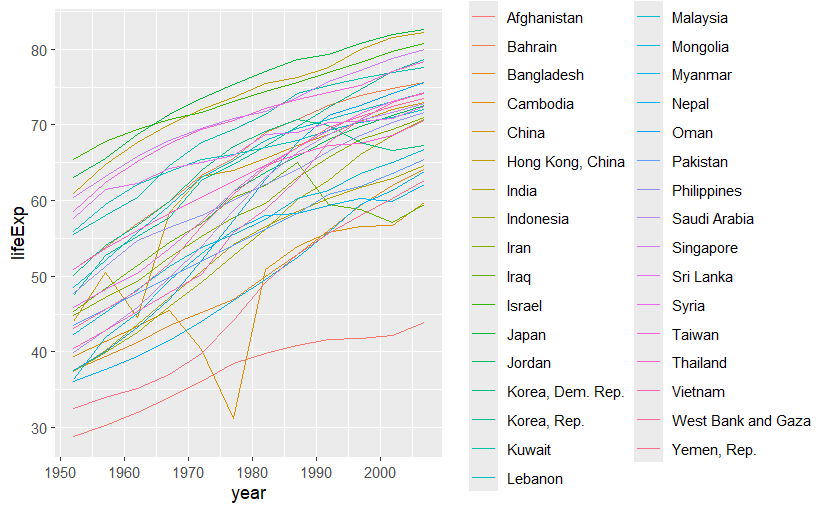 lifeExp
80
70
60
50
40
30
1950
1960
1970
1980
1990
2000
year
Afghanistan
Bahrain
Bangladesh
Cambodia
China
Hong Kong, China
India
Indonesia
Iran
Iraq
Israel
Japan
Jordan
Korea, Dem. Rep.
Korea, Rep.
Kuwait
Lebanon
Malaysia
Mongolia
Myanmar
Nepal
Oman
Pakistan
Philippines
Saudi Arabia
Singapore
Sri Lanka
Syria
Taiwan
Thailand
Vietnam
West Bank and Gaza
Yemen, Rep.